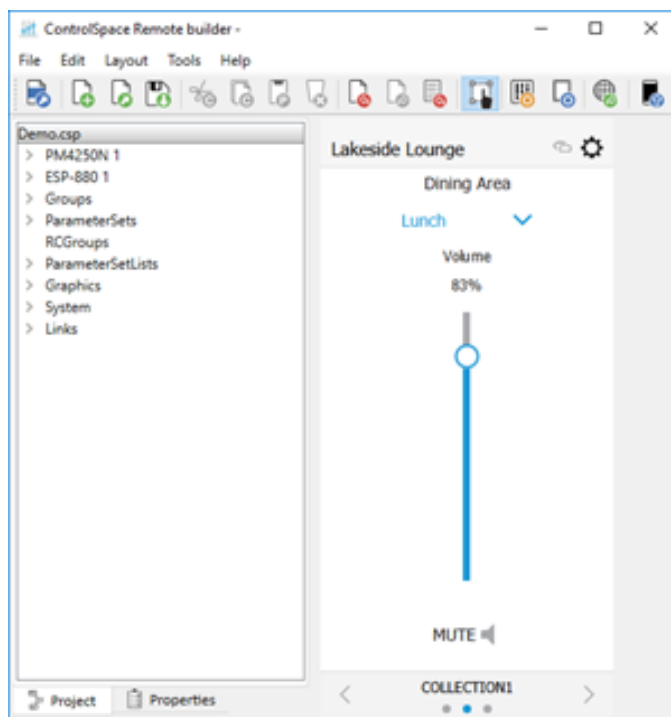 ControlSpace Remote builder -
File Edit Layout Tools Help
Demo.csp
PM4250N 1
ESP-880 1
Groups
ParameterSets
RCGroups
ParameterSetLists
Graphics
System
Links
Project Properties
Lakeside Lounge
Dining Area
Lunch
Volume
83%
MUTE
COLLECTION1